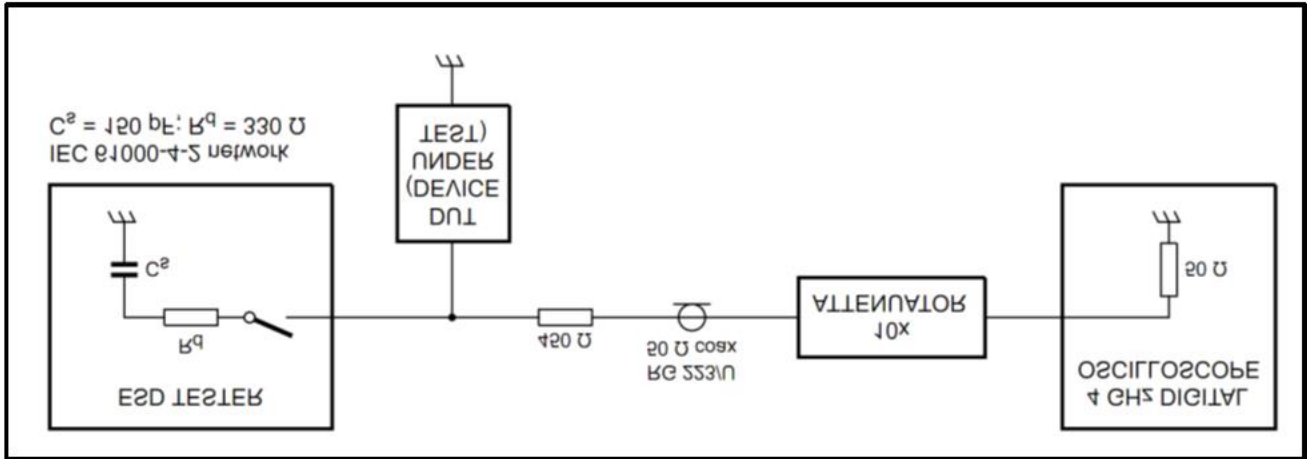 ESD TESTER
4 GHz DIGITAL
OSCILLOSCOPE
RG 223/U
50 Ω coax
Rd
450 Ω
10x
ATTENUATOR
Cs
50 Ω
DUT
(DEVICE
UNDER
TEST)
IEC 61000-4-2 network
Cs = 150 pF; Rd = 330 Ω